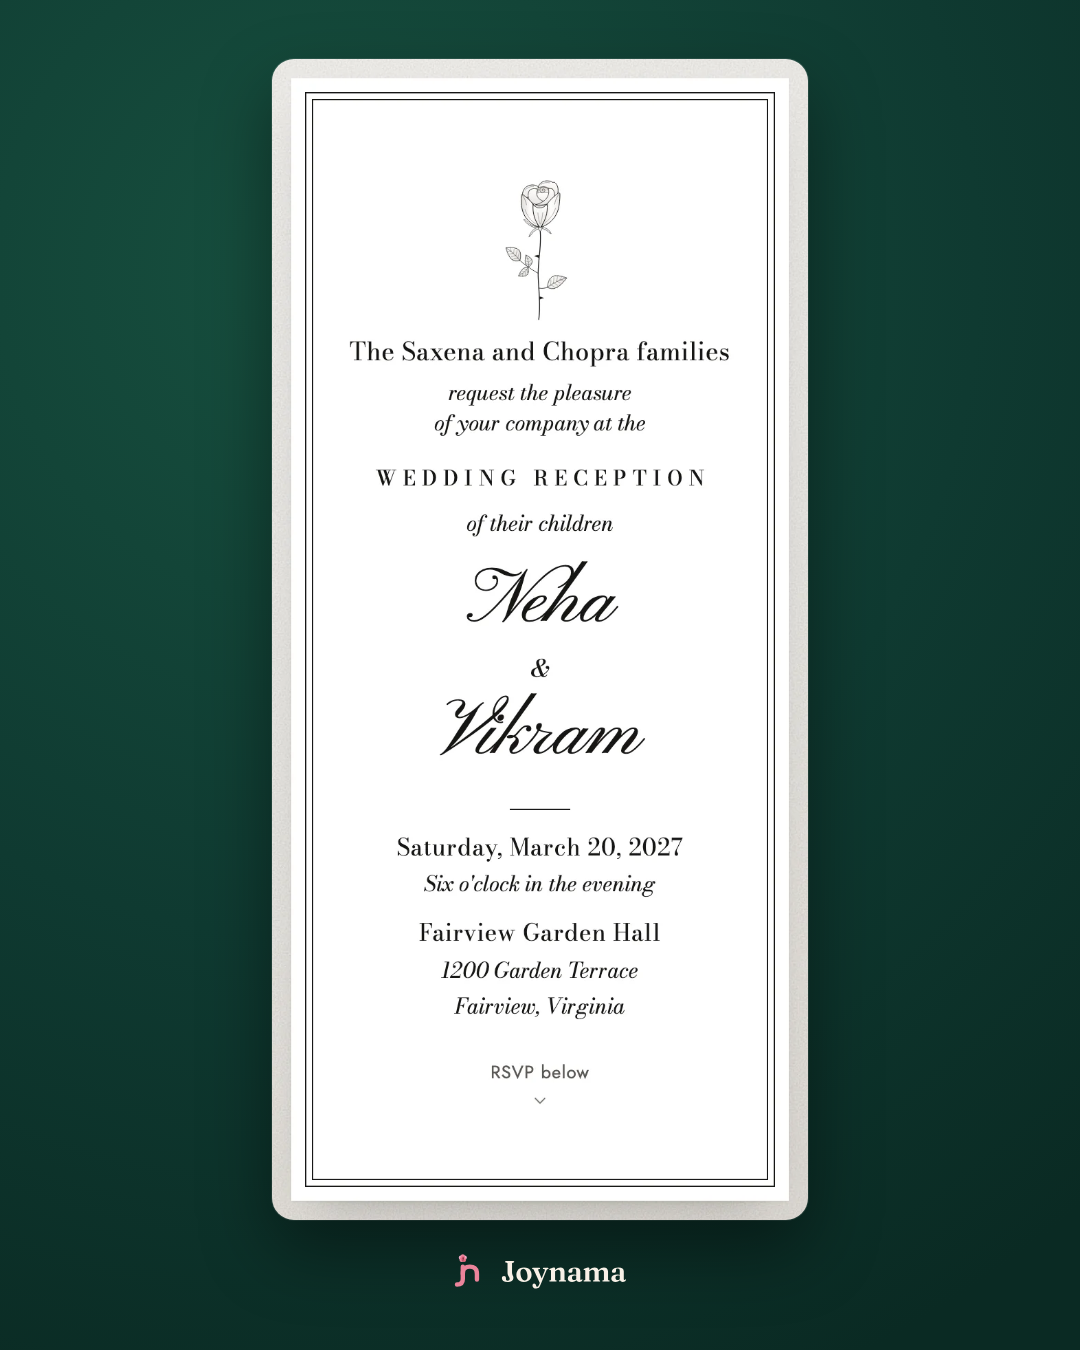 The Saxena and Chopra families
request the pleasure
of your company at the
WEDDING RECEPTION
of their children
Neha
&
Vikram
Saturday, March 20, 2027
Six o'clock in the evening
Fairview Garden Hall
1200 Garden Terrace
Fairview, Virginia
RSVP below
Joynama